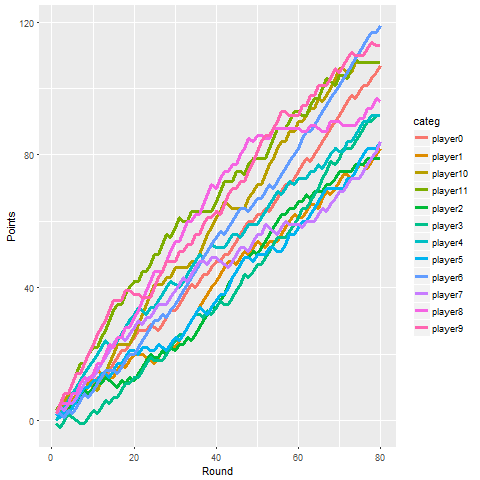 120
80
40
0
Points
0
20
40
60
80
Round
categ
player0
player1
player10
player11
player2
player3
player4
player5
player6
player7
player8
player9